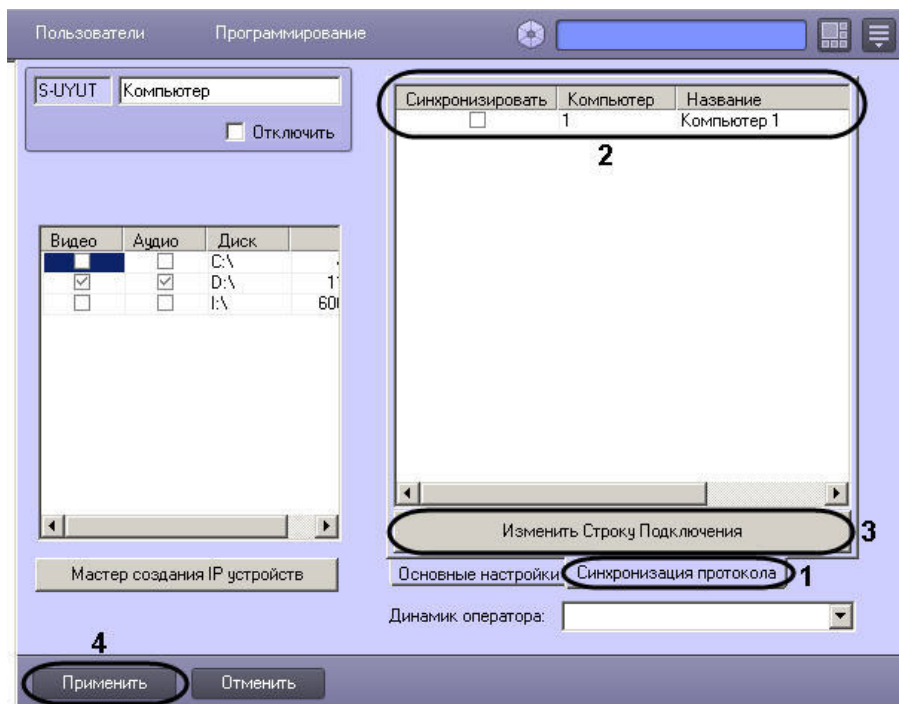 Пользователи Программирование
S-UYUT Компьютер
Отключить
Синхронизировать Компьютер Название
1 Компьютер 1
2
Видео Аудио Диск
C:\
D:\
I:\
Изменить Строку Подключения
3
Мастер создания IP устройств
Основные настройки Синхронизация протокола 1
Динамик оператора:
4
Применить Отменить